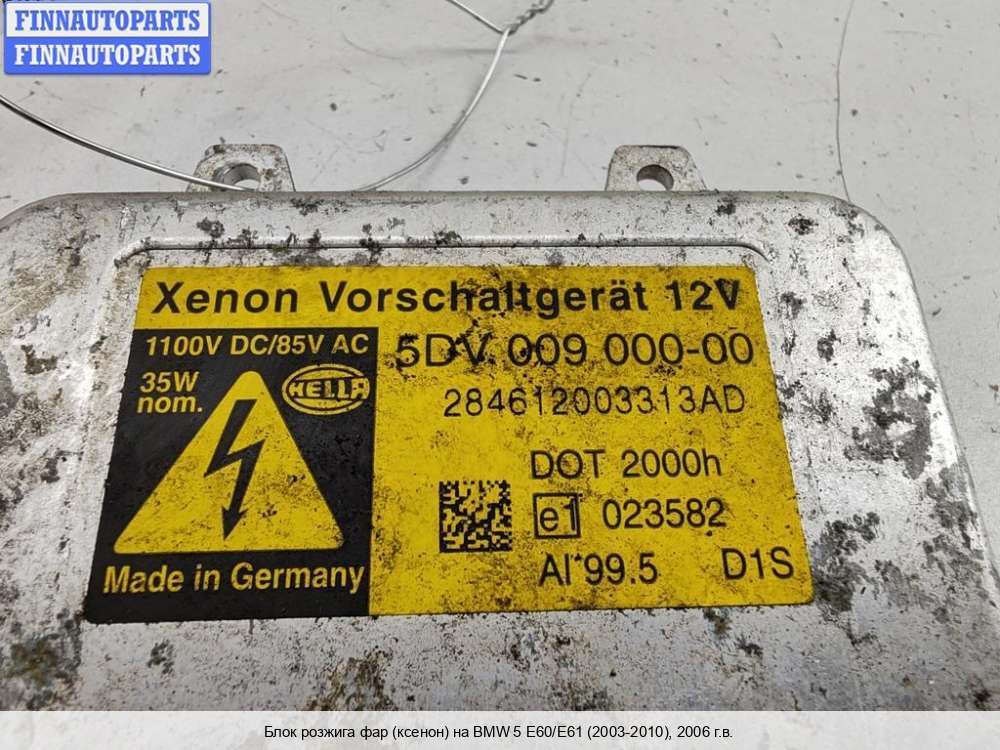 FINNAUTOPARTS
FINNAUTOPARTS
Xenon Vorschaltgerät 12V
1100V DC/85V AC
5DV 009 000-00
35W
nom.
HELLA
284612003313AD
DOT 2000h
e1 023582
Al*99.5 D1S
Made in Germany
Блок розжига фар (ксенон) на BMW 5 E60/E61 (2003-2010), 2006 г.в.